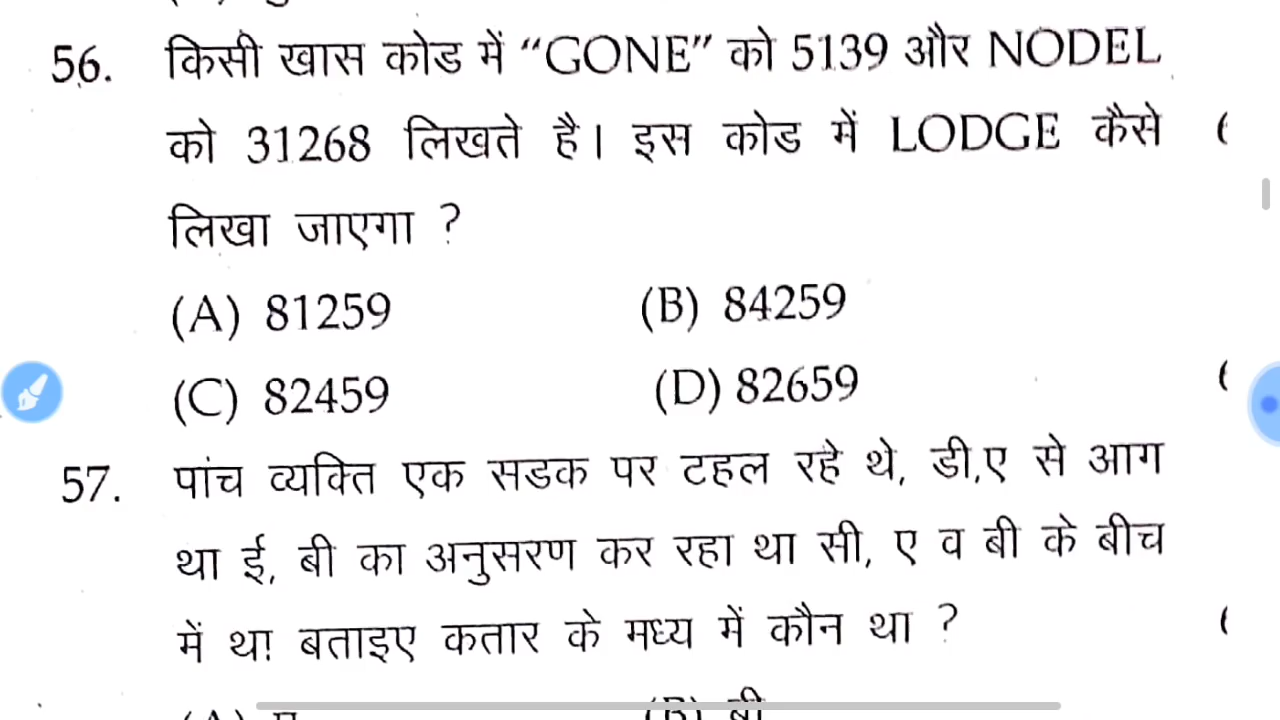 56. किसी खास कोड में “GONE” को 5139 और NODEL
को 31268 लिखते है। इस कोड में LODGE कैसे
लिखा जाएगा ?
(A) 81259 (B) 84259
(C) 82459 (D) 82659
57. पांच व्यक्ति एक सडक पर टहल रहे थे, डी,ए से आग
था ई, बी का अनुसरण कर रहा था सी, ए व बी के बीच
में था बताइए कतार के मध्य में कौन था ?